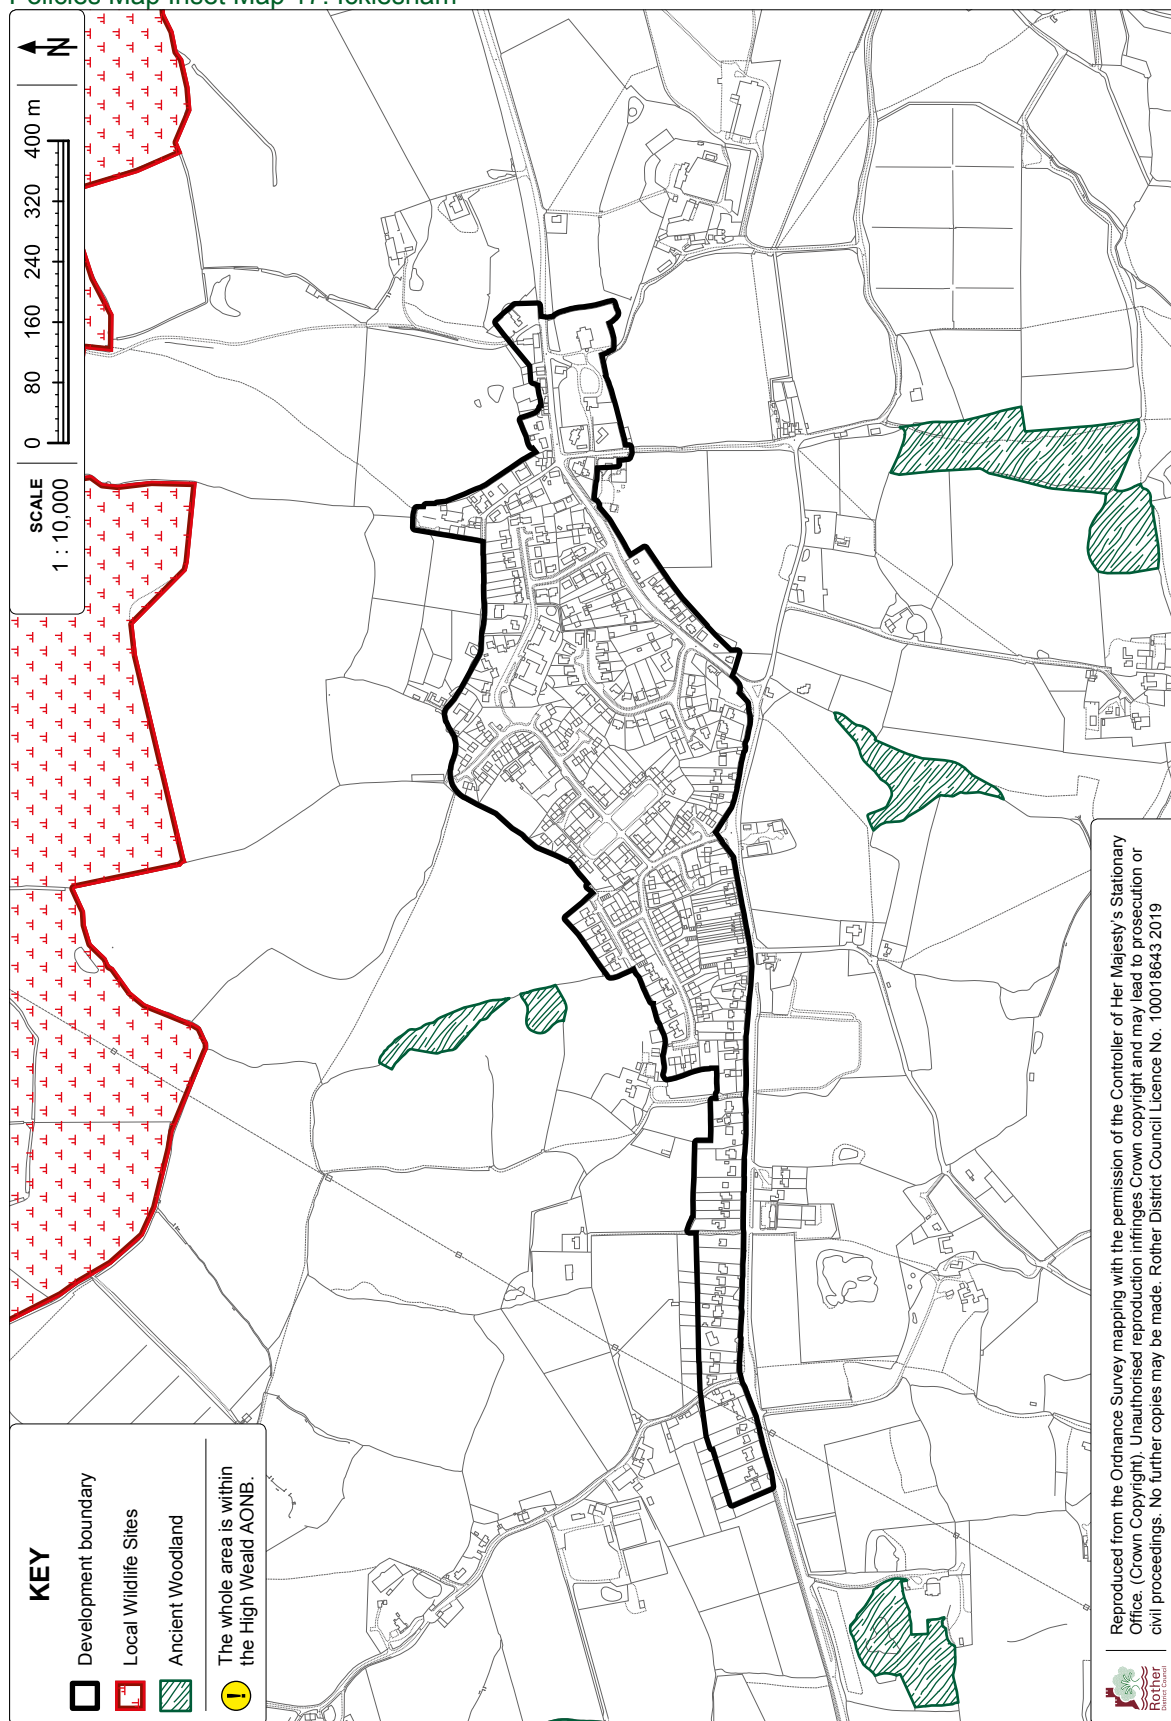 Policies Map Inset Map 17: Icklesham
N
SCALE
1 : 10,000
0 80 160 240 320 400 m
KEY
Development boundary
Local Wildlife Sites
Ancient Woodland
! The whole area is within
the High Weald AONB.
Rother
District Council
Reproduced from the Ordnance Survey mapping with the permission of the Controller of Her Majesty's Stationary
Office. (Crown Copyright). Unauthorised reproduction infringes Crown copyright and may lead to prosecution or
civil proceedings. No further copies may be made. Rother District Council Licence No. 100018643 2019